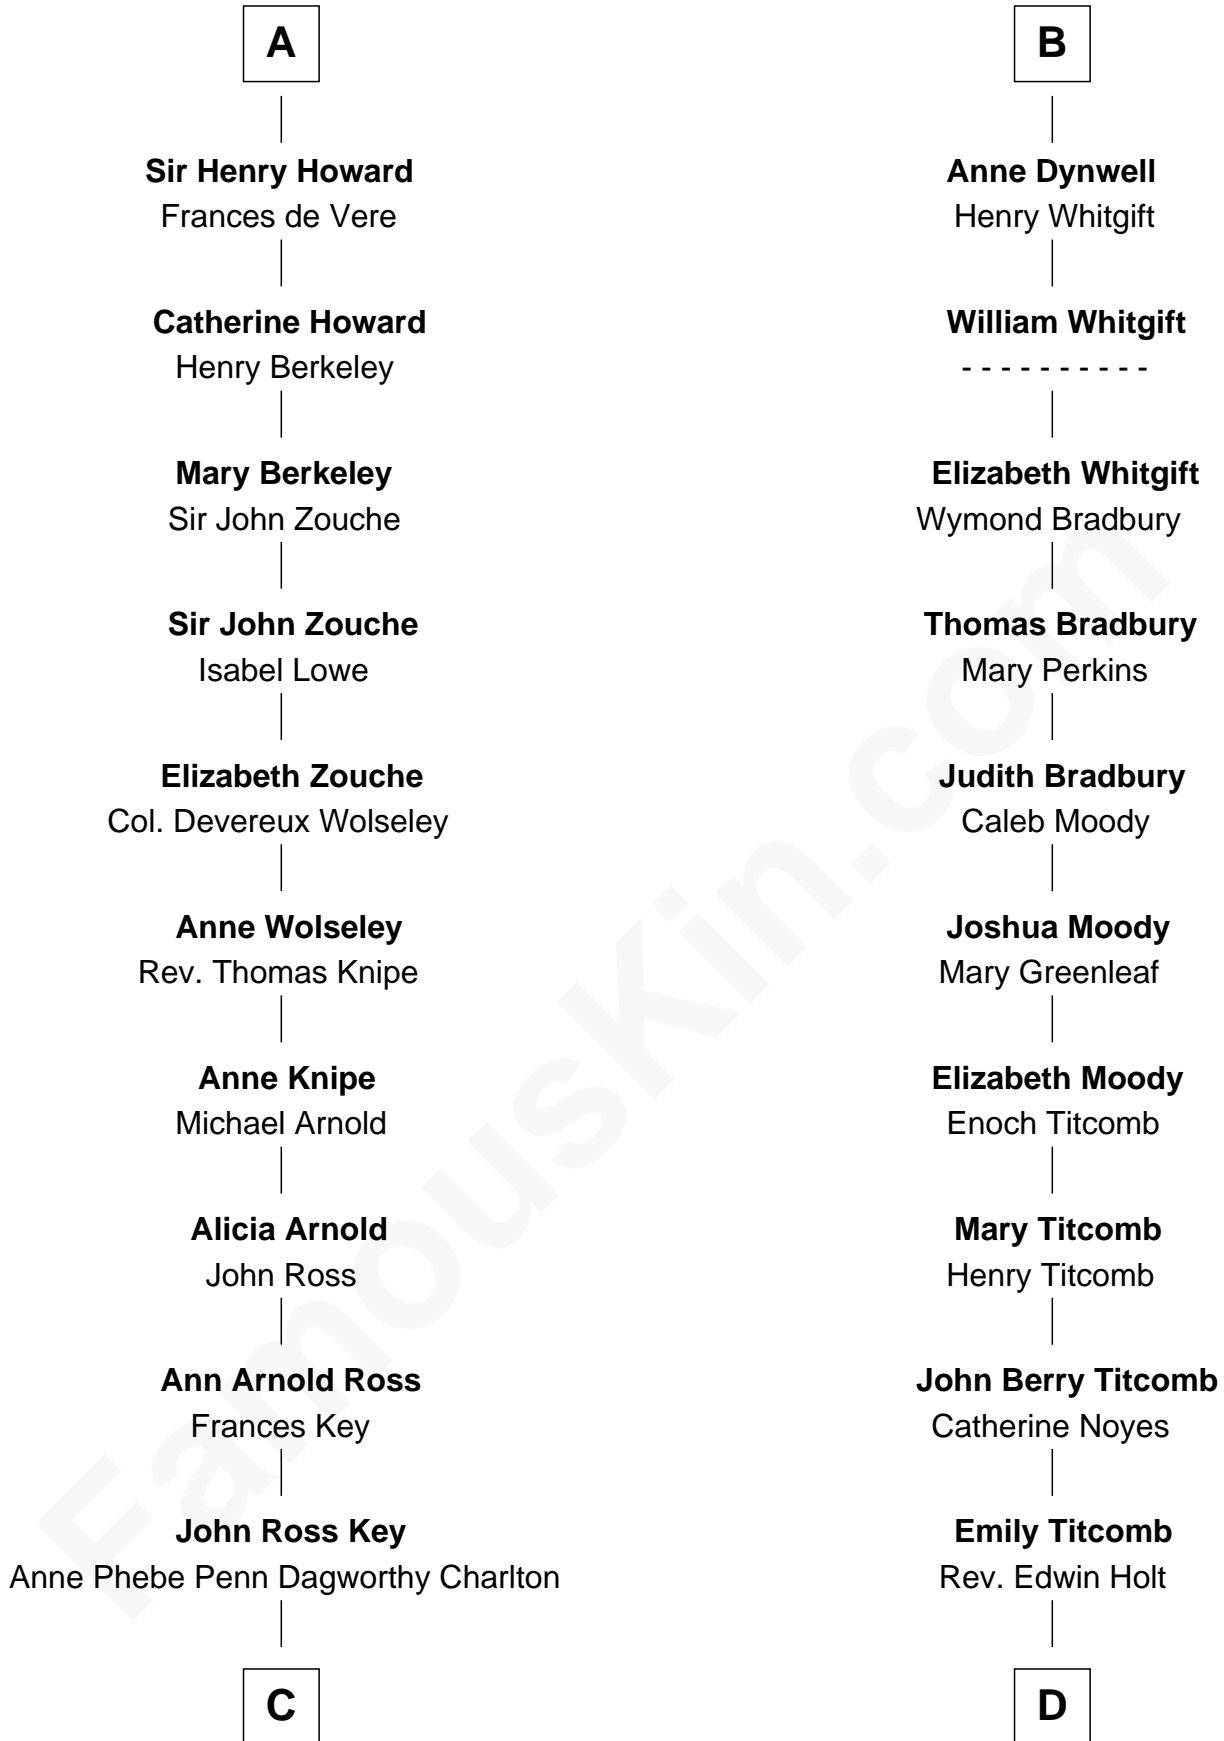 A
Sir Henry Howard
Frances de Vere
Catherine Howard
Henry Berkeley
Mary Berkeley
Sir John Zouche
Sir John Zouche
Isabel Lowe
Elizabeth Zouche
Col. Devereux Wolseley
Anne Wolseley
Rev. Thomas Knipe
Anne Knipe
Michael Arnold
Alicia Arnold
John Ross
Ann Arnold Ross
Frances Key
John Ross Key
Anne Phebe Penn Dagworthy Charlton
C
B
Anne Dynwell
Henry Whitgift
William Whitgift
- - - - - - - - - -
Elizabeth Whitgift
Wymond Bradbury
Thomas Bradbury
Mary Perkins
Judith Bradbury
Caleb Moody
Joshua Moody
Mary Greenleaf
Elizabeth Moody
Enoch Titcomb
Mary Titcomb
Henry Titcomb
John Berry Titcomb
Catherine Noyes
Emily Titcomb
Rev. Edwin Holt
D
FamousKin.com